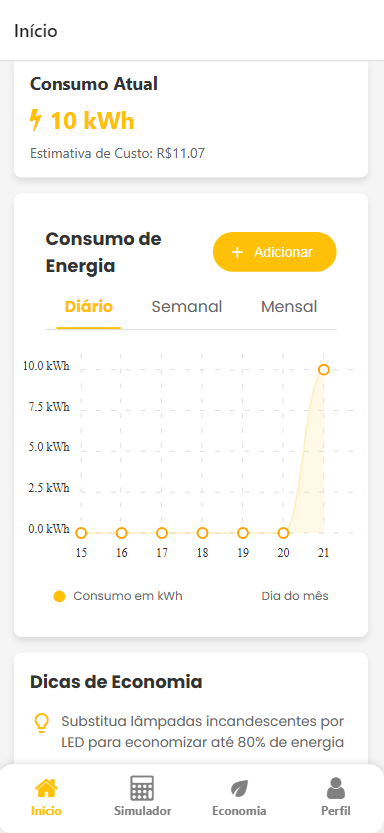 Início
Consumo Atual
10 kWh
Estimativa de Custo: R$11.07
Consumo de
Energia
+ Adicionar
Diário Semanal Mensal
10.0 kWh
7.5 kWh
5.0 kWh
2.5 kWh
0.0 kWh
15 16 17 18 19 20 21
Consumo em kWh Dia do mês
Dicas de Economia
Substitua lâmpadas incandescentes por
LED para economizar até 80% de energia
Início Simulador Economia Perfil